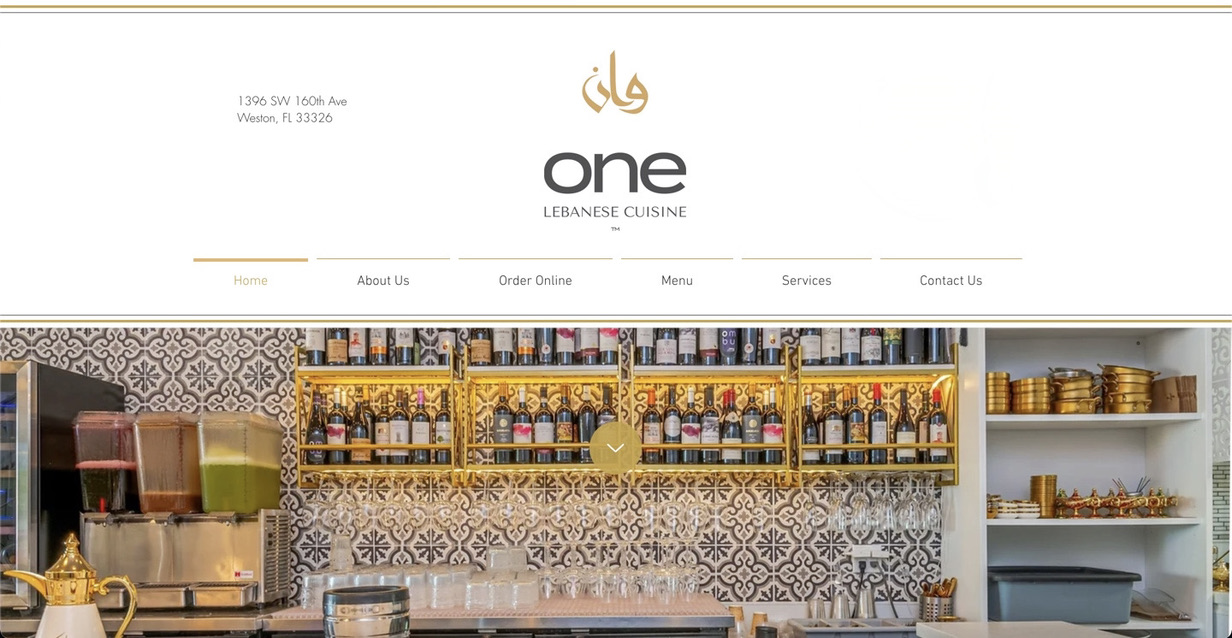 1396 SW 160th Ave
Weston, FL 33326
وان
one
LEBANESE CUISINE
™
Home
About Us
Order Online
Menu
Services
Contact Us